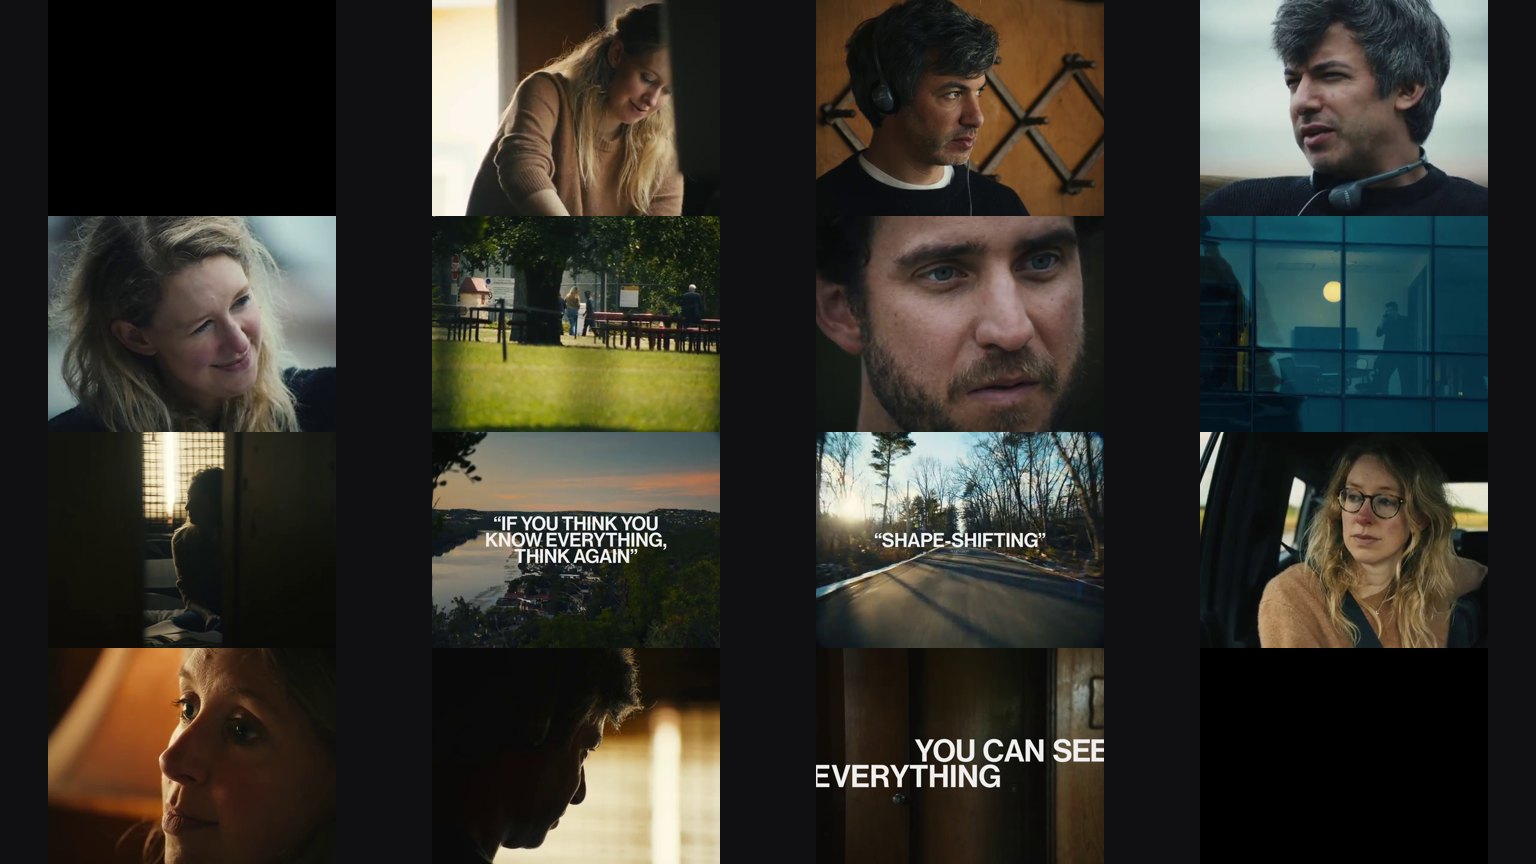 “IF YOU THINK YOU
KNOW EVERYTHING,
THINK AGAIN”
“SHAPE-SHIFTING”
YOU CAN SEE
EVERYTHING